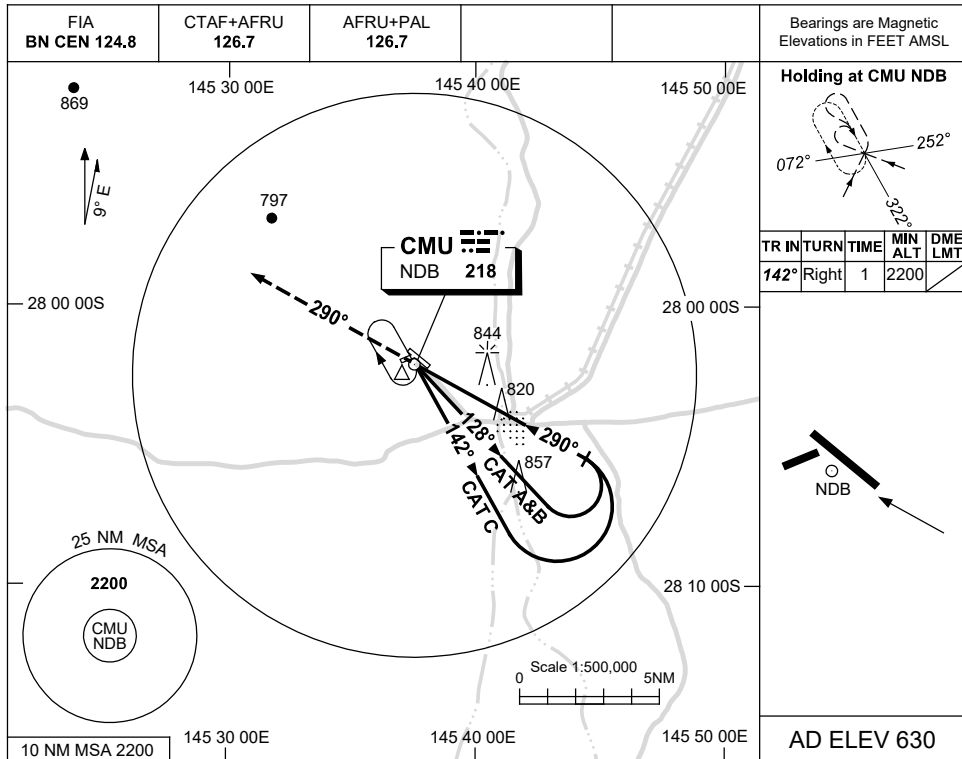 FIA
BN CEN 124.8
CTAF+AFRU
126.7
AFRU+PAL
126.7
Bearings are Magnetic
Elevations in FEET AMSL
869
145 30 00E
145 40 00E
145 50 00E
9° E
797
CMU
NDB 218
28 00 00S
28 00 00S
290°
844
820
290°
128°
CAT A&B
142°
CAT C
857
25 NM MSA
2200
CMU
NDB
28 10 00S
Scale 1:500,000
0 5NM
10 NM MSA 2200
145 30 00E
145 40 00E
145 50 00E
Holding at CMU NDB
252°
072°
322°
TR IN TURN TIME MIN ALT DME LMT
142° Right 1 2200
NDB
AD ELEV 630